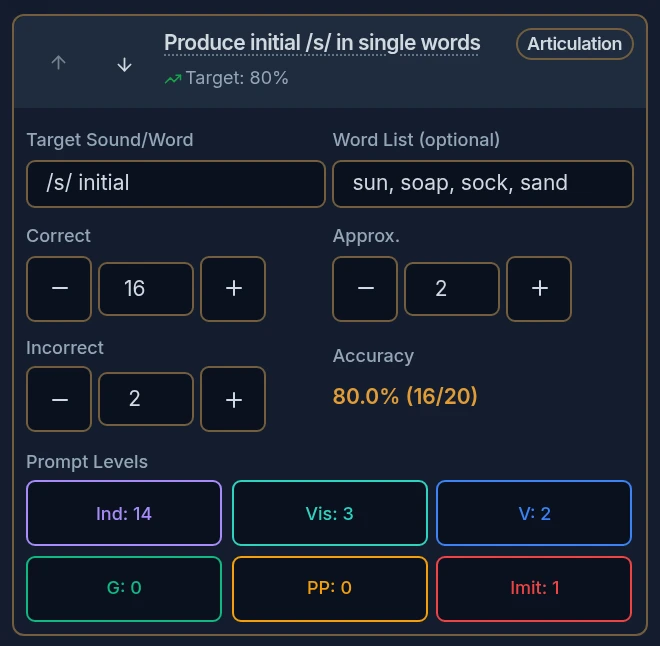 Produce initial /s/ in single words
Articulation
Target: 80%
Target Sound/Word
Word List (optional)
/s/ initial
sun, soap, sock, sand
Correct
Approx.
− 16 +
− 2 +
Incorrect
Accuracy
− 2 +
80.0% (16/20)
Prompt Levels
Ind: 14
Vis: 3
V: 2
G: 0
PP: 0
Imit: 1